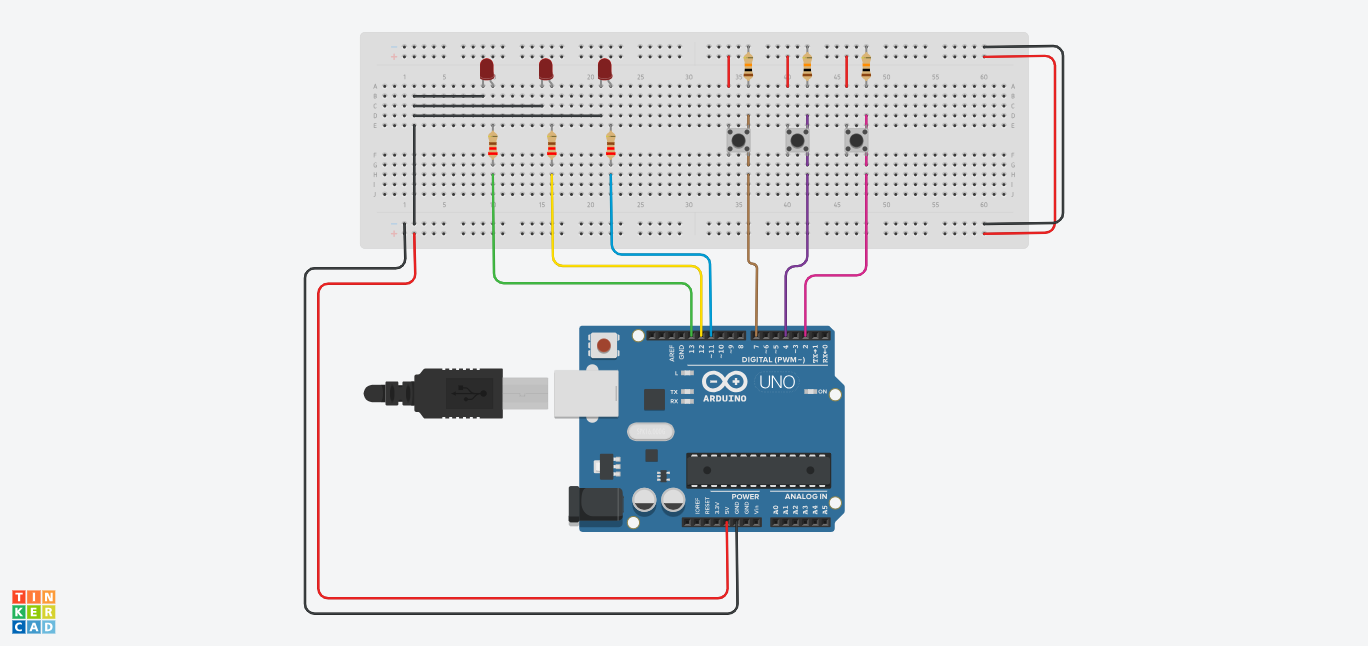 1 5 10 15 20 25 30 35 40 45 50 55 60
A A
B B
C C
D D
E E
F F
G G
H H
I I
J J
1 5 10 15 20 25 30 35 40 45 50 55 60
AREF
GND
13
12
~11
~10
~9
8
7
~6
~5
4
~3
2
TX→1
RX←0
DIGITAL (PWM~)
L
TX
RX
ARDUINO
UNO
ON
POWER
ANALOG IN
IOREF
RESET
3.3V
5V
GND
GND
Vin
A0
A1
A2
A3
A4
A5
TIN
KER
CAD